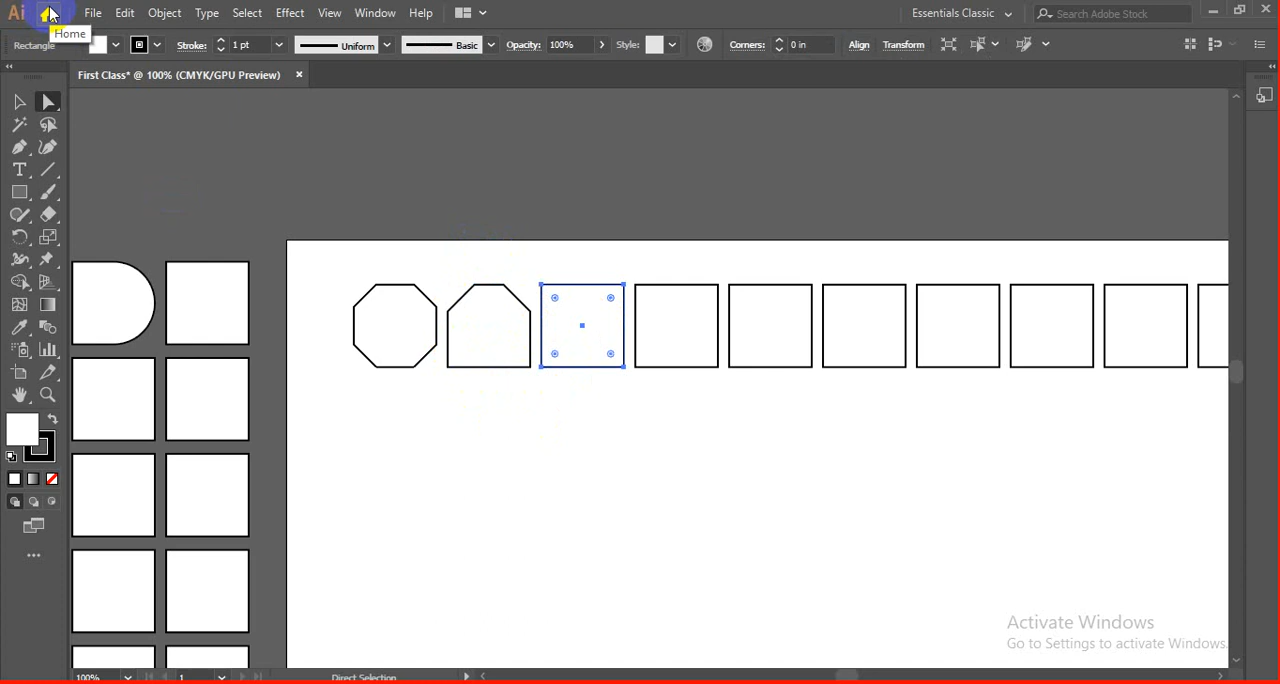 Ai File Edit Object Type Select Effect View Window Help Essentials Classic Search Adobe Stock
Home
Rectangle Stroke: 1 pt Uniform Basic Opacity: 100% Style: Corners: 0 in Align Transform
First Class* @ 100% (CMYK/GPU Preview)
Activate Windows
Go to Settings to activate Windows.
100% 1 Direct Selection